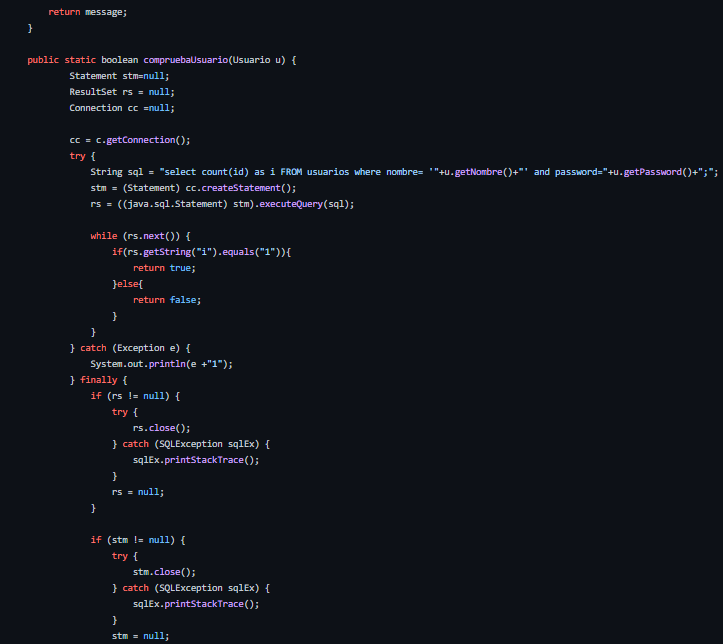 return message;
}
public static boolean compruebaUsuario(Usuario u) {
Statement stm=null;
ResultSet rs = null;
Connection cc =null;
cc = c.getConnection();
try {
String sql = "select count(id) as i FROM usuarios where nombre= '"+u.getNombre()+"' and password="+u.getPassword()+";";
stm = (Statement) cc.createStatement();
rs = ((java.sql.Statement) stm).executeQuery(sql);
while (rs.next()) {
if(rs.getString("i").equals("1")){
return true;
}else{
return false;
}
}
} catch (Exception e) {
System.out.println(e +"1");
} finally {
if (rs != null) {
try {
rs.close();
} catch (SQLException sqlEx) {
sqlEx.printStackTrace();
}
rs = null;
}
if (stm != null) {
try {
stm.close();
} catch (SQLException sqlEx) {
sqlEx.printStackTrace();
}
stm = null;